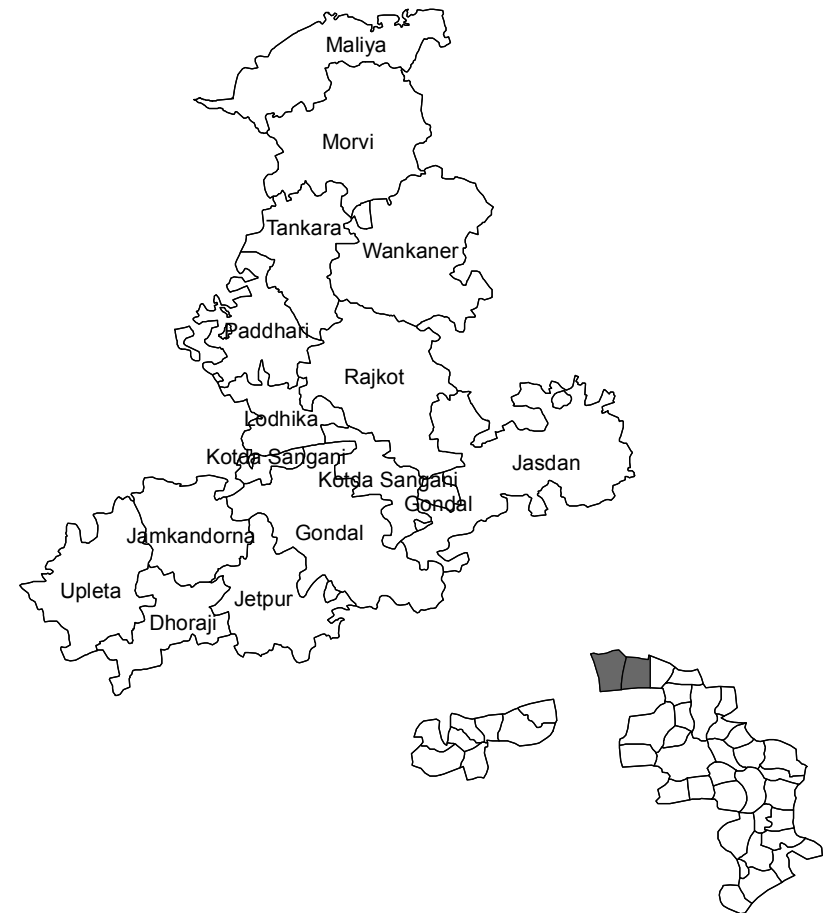 Maliya
Morvi
Tankara
Wankaner
Paddhari
Rajkot
Lodhika
Kotda Sangani
Jasdan
Kotda Sangani
Gondal
Jamkandorna
Gondal
Upleta
Jetpur
Dhoraji